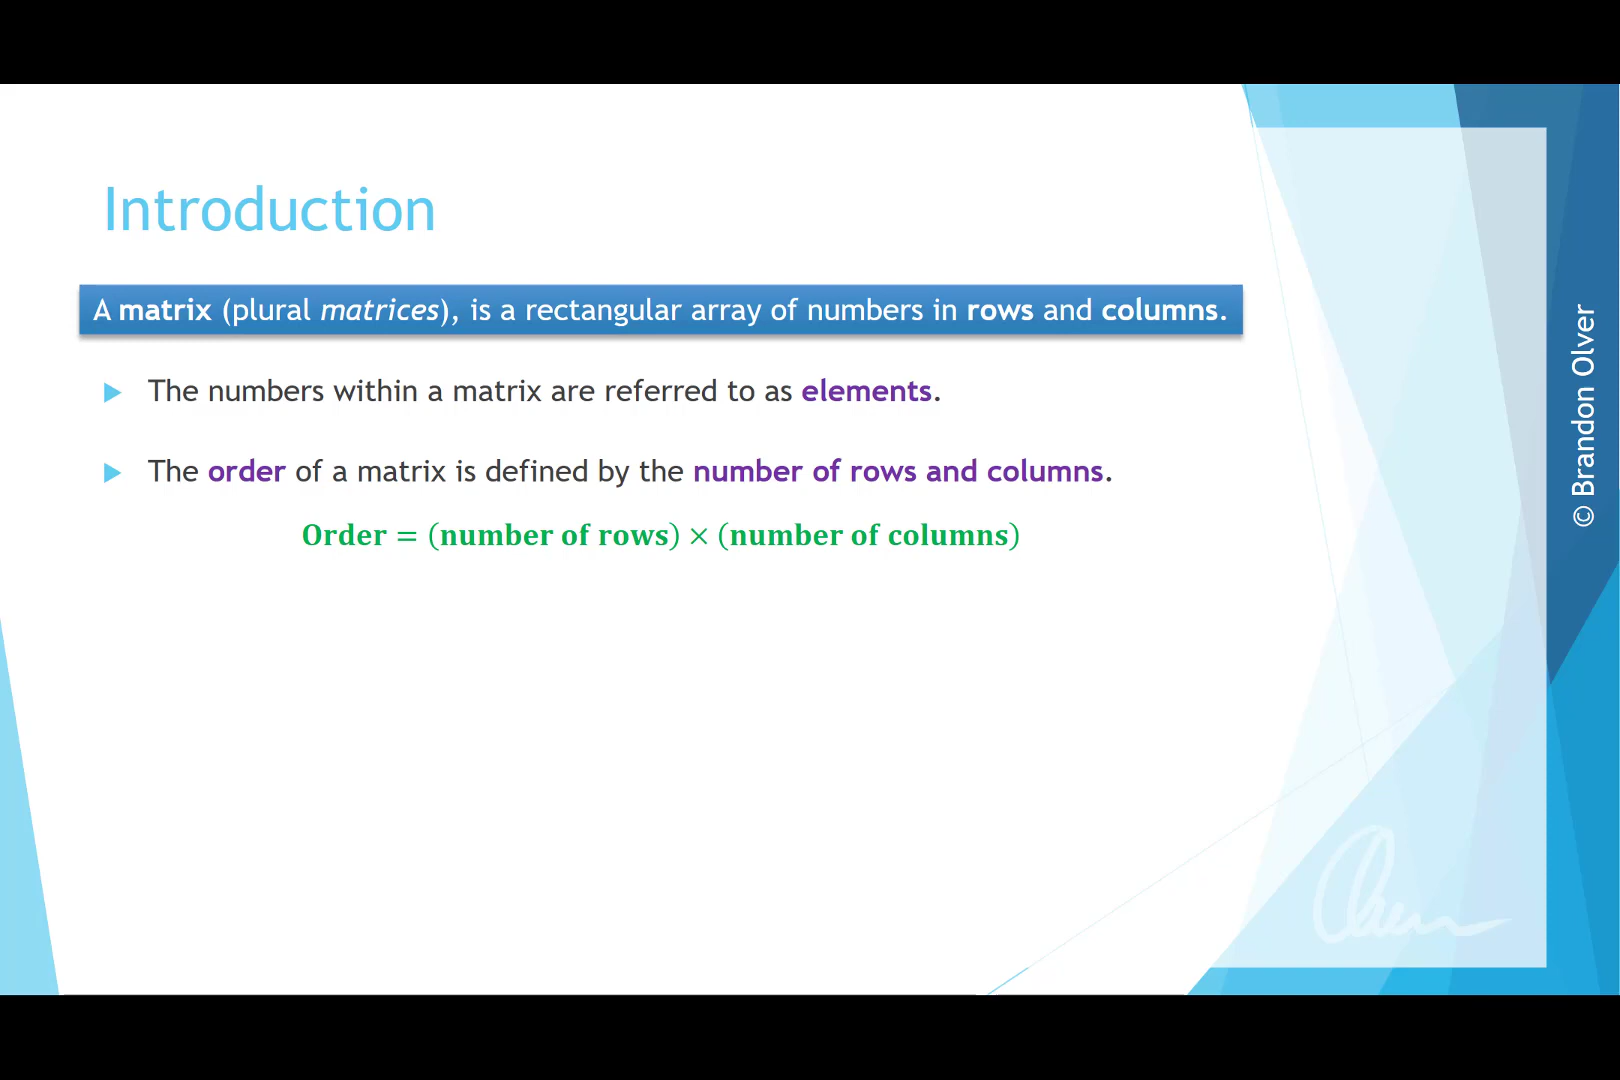 Introduction
A matrix (plural matrices), is a rectangular array of numbers in rows and columns.
The numbers within a matrix are referred to as elements.
The order of a matrix is defined by the number of rows and columns.
Order = (number of rows) × (number of columns)
© Brandon Olver